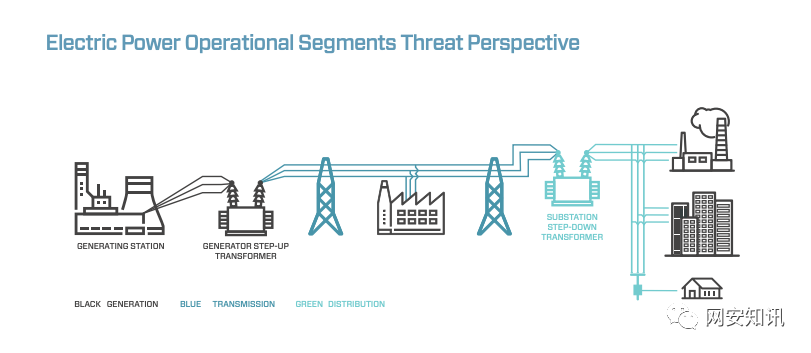 Electric Power Operational Segments Threat Perspective
GENERATING STATION
GENERATOR STEP-UP
TRANSFORMER
SUBSTATION
STEP-DOWN
TRANSFORMER
BLACK GENERATION
BLUE TRANSMISSION
GREEN DISTRIBUTION
网安知讯